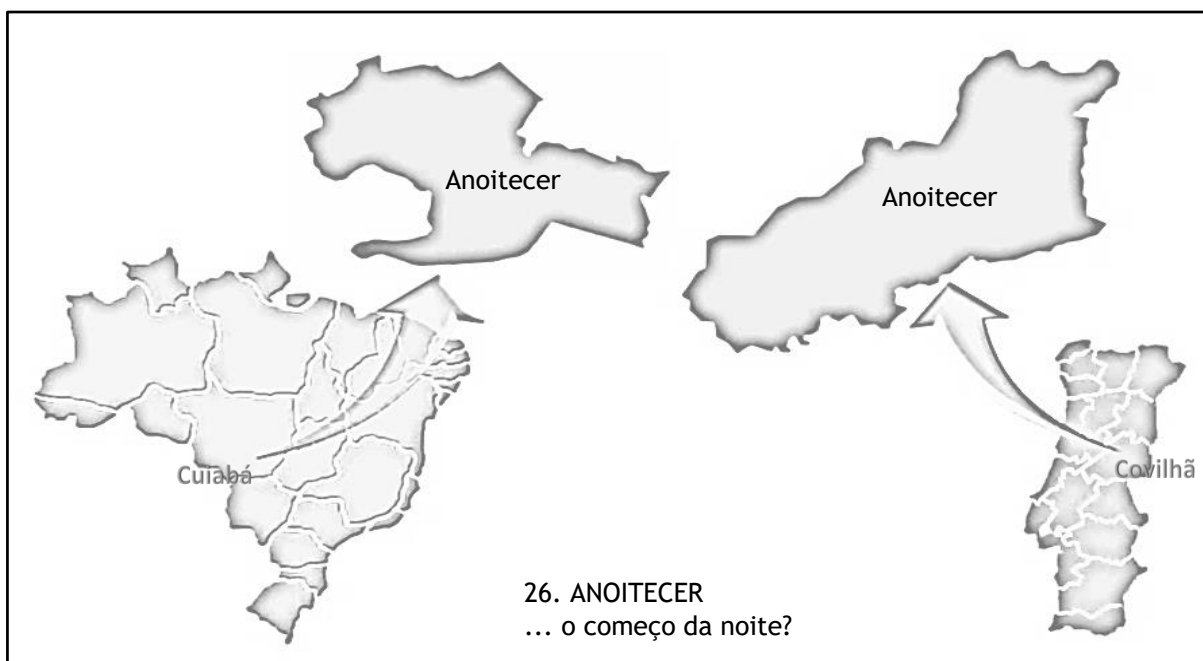 Anoitecer
Anoitecer
Cuiabá
Covilhã
26. ANOITECER
... o começo da noite?